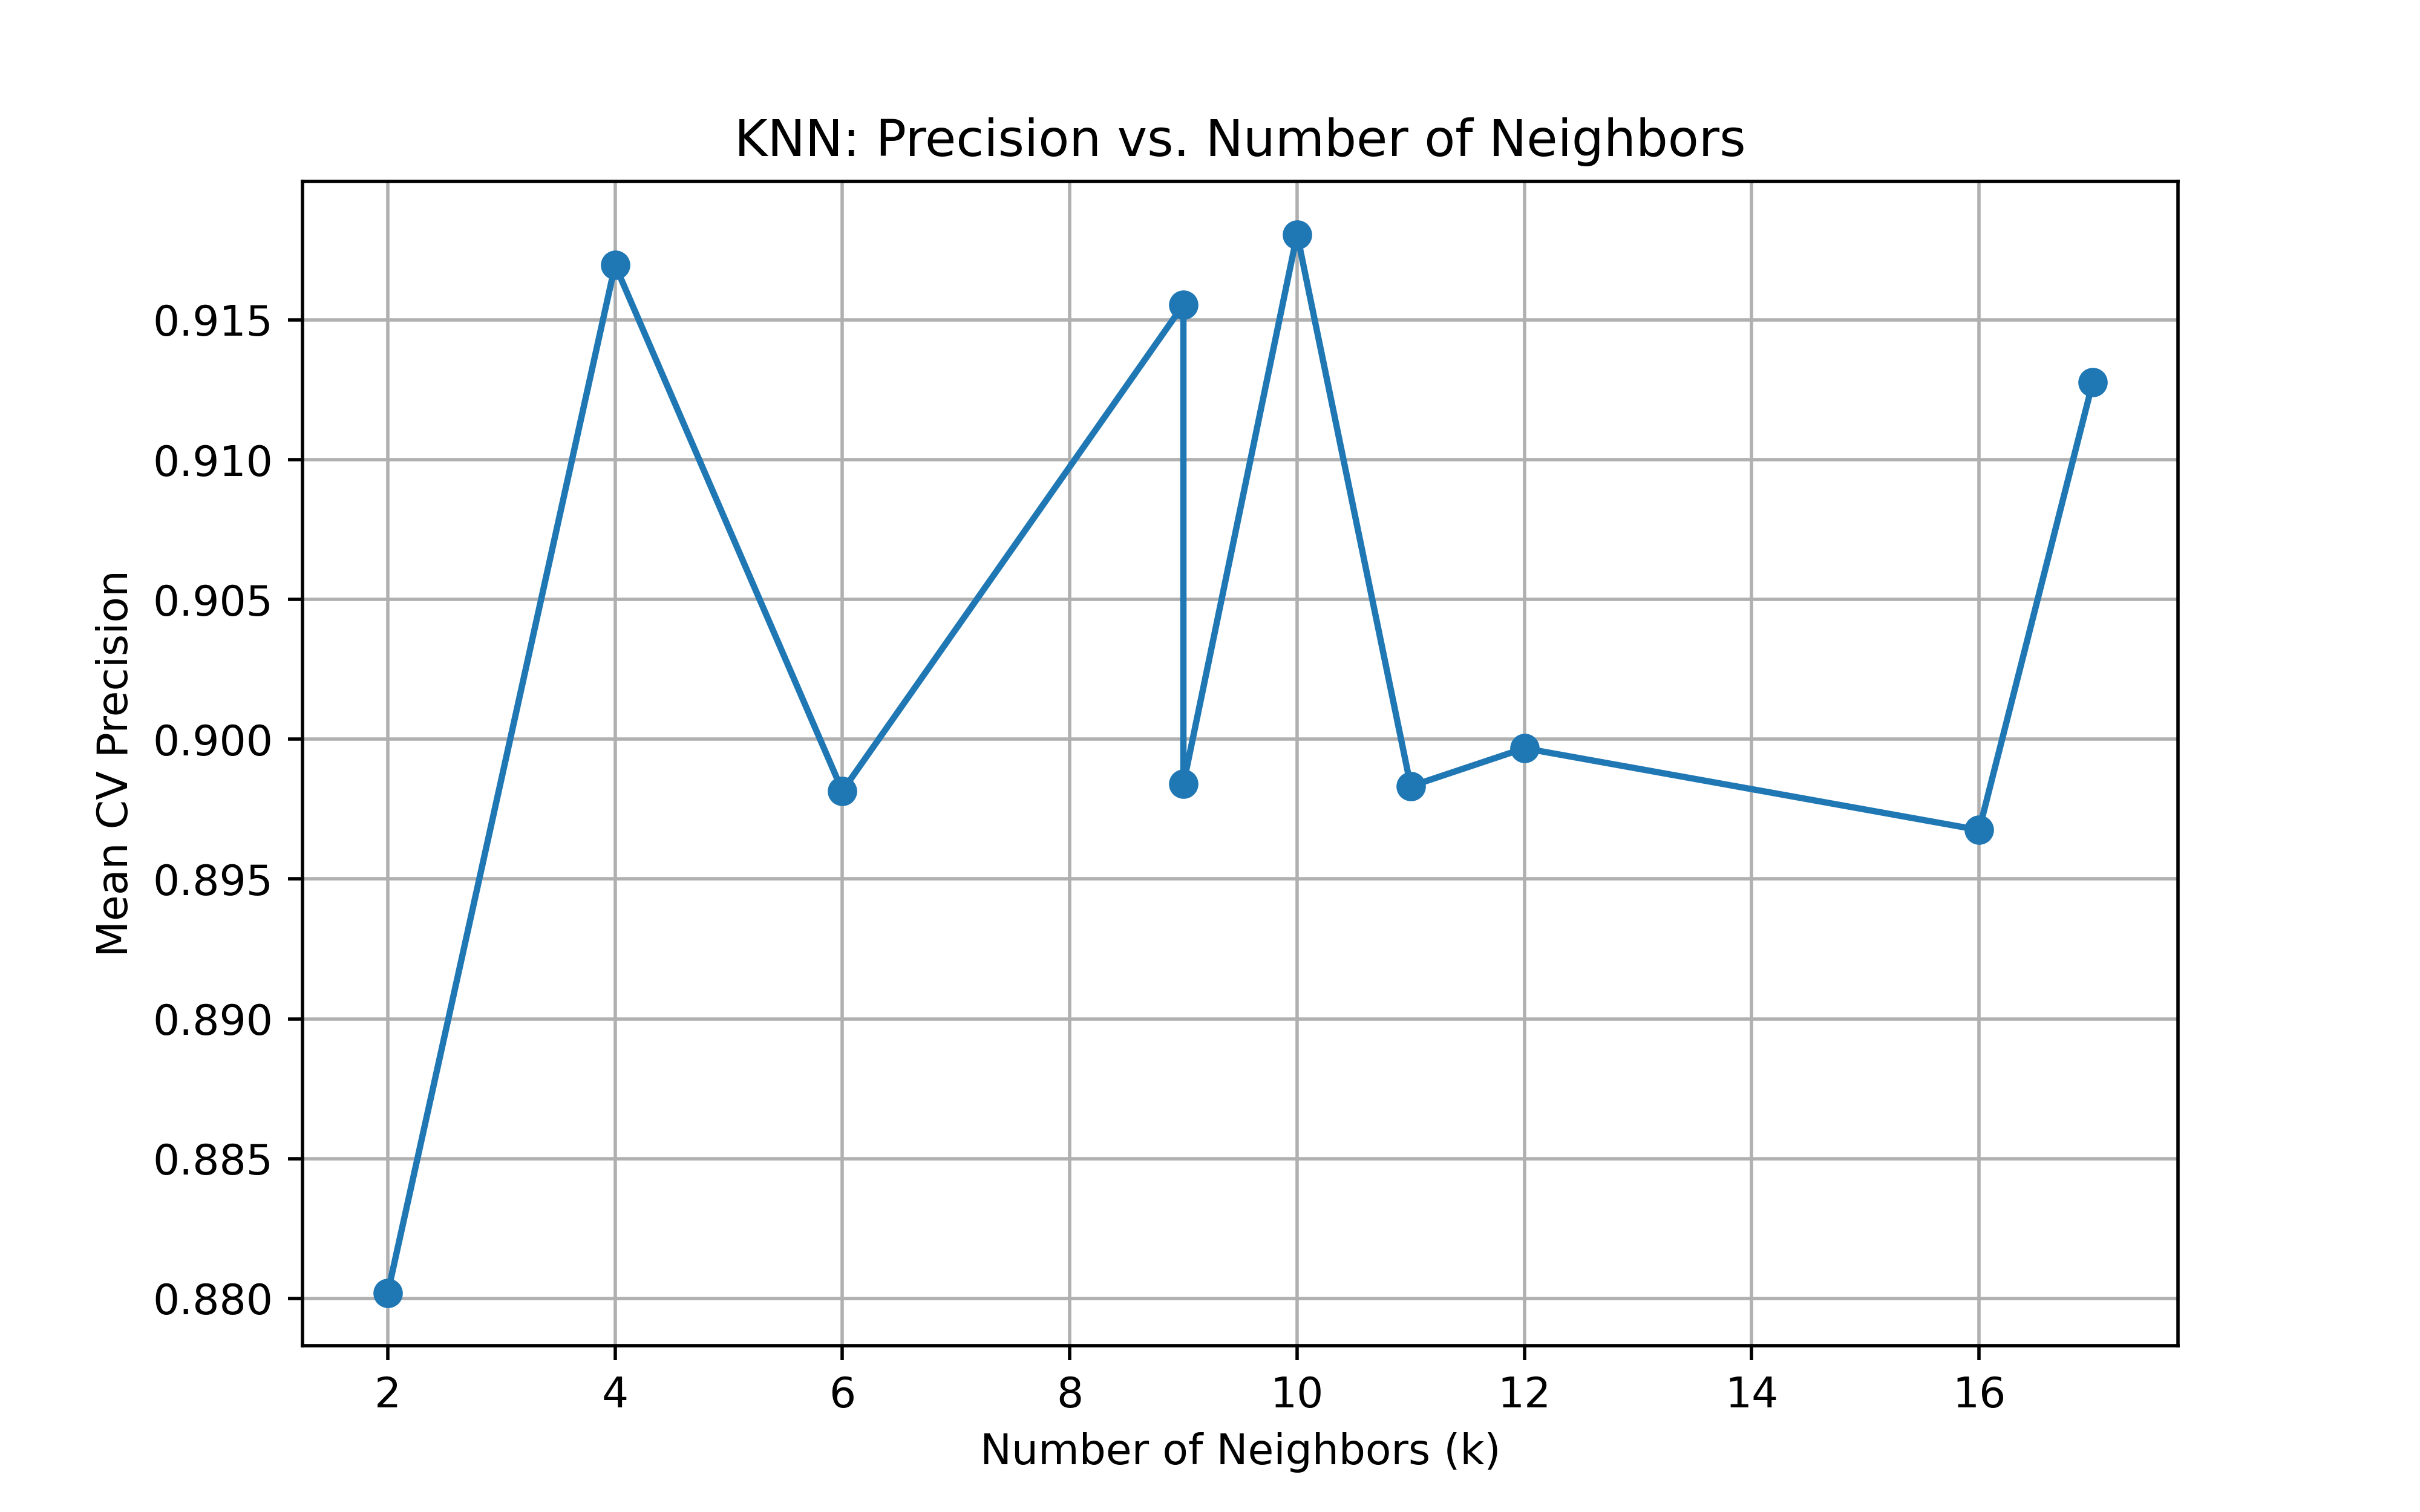 KNN: Precision vs. Number of Neighbors
Mean CV Precision
0.915
0.910
0.905
0.900
0.895
0.890
0.885
0.880
2 4 6 8 10 12 14 16
Number of Neighbors (k)